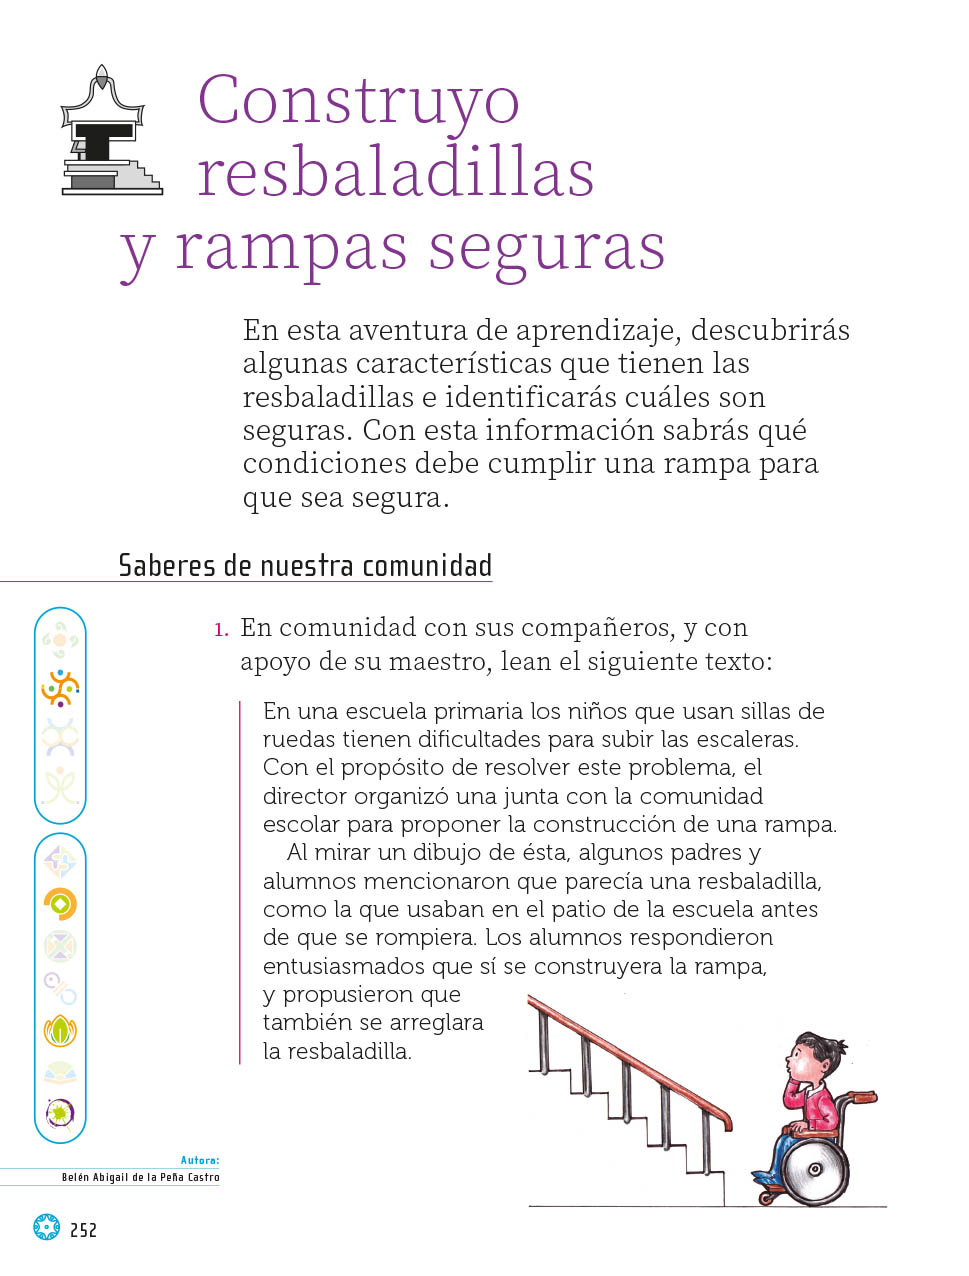 Construyo
resbaladillas
y rampas seguras
En esta aventura de aprendizaje, descubrirás
algunas características que tienen las
resbaladillas e identificarás cuáles son
seguras. Con esta información sabrás qué
condiciones debe cumplir una rampa para
que sea segura.
Saberes de nuestra comunidad
1. En comunidad con sus compañeros, y con
apoyo de su maestro, lean el siguiente texto:
En una escuela primaria los niños que usan sillas de
ruedas tienen dificultades para subir las escaleras.
Con el propósito de resolver este problema, el
director organizó una junta con la comunidad
escolar para proponer la construcción de una rampa.
Al mirar un dibujo de ésta, algunos padres y
alumnos mencionaron que parecía una resbaladilla,
como la que usaban en el patio de la escuela antes
de que se rompiera. Los alumnos respondieron
entusiasmados que sí se construyera la rampa,
y propusieron que
también se arreglara
la resbaladilla.
Autora:
Belén Abigail de la Peña Castro
252